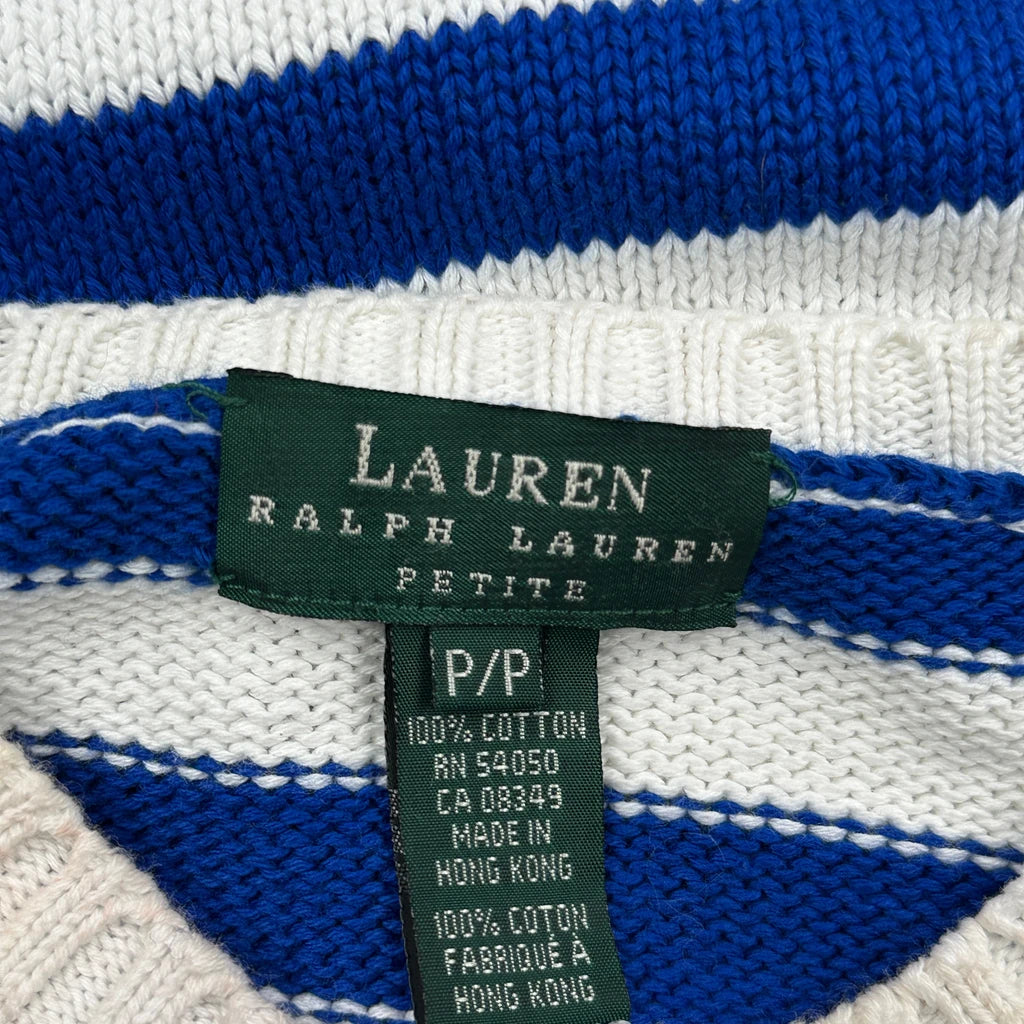 LAUREN
RALPH LAUREN
PETITE
P/P
100% COTTON
RN 54050
CA 08349
MADE IN
HONG KONG
100% COTON
FABRIQUÉ À
HONG KONG